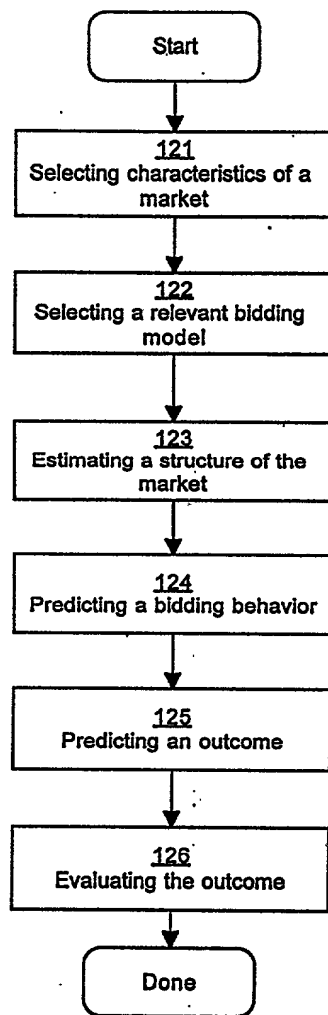 Start
121
Selecting characteristics of a
market
122
Selecting a relevant bidding
model
123
Estimating a structure of the
market
124
Predicting a bidding behavior
125
Predicting an outcome
126
Evaluating the outcome
Done